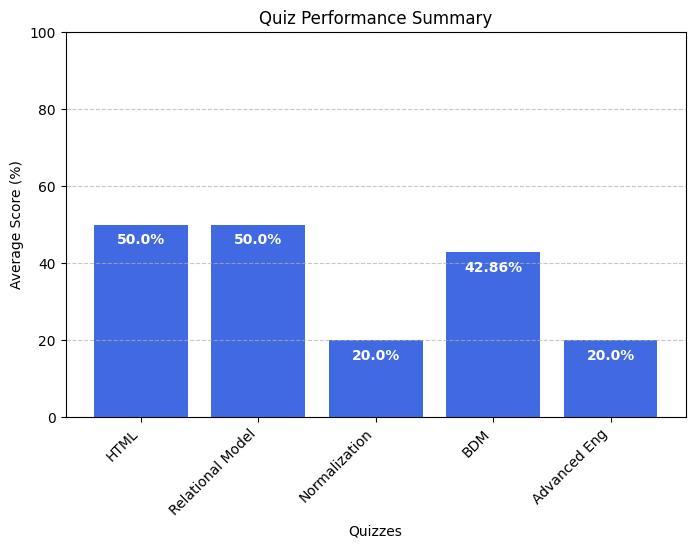 Quiz Performance Summary
Average Score (%)
100
80
60
40
20
0
50.0%
50.0%
20.0%
42.86%
20.0%
HTML
Relational Model
Normalization
BDM
Advanced Eng
Quizzes